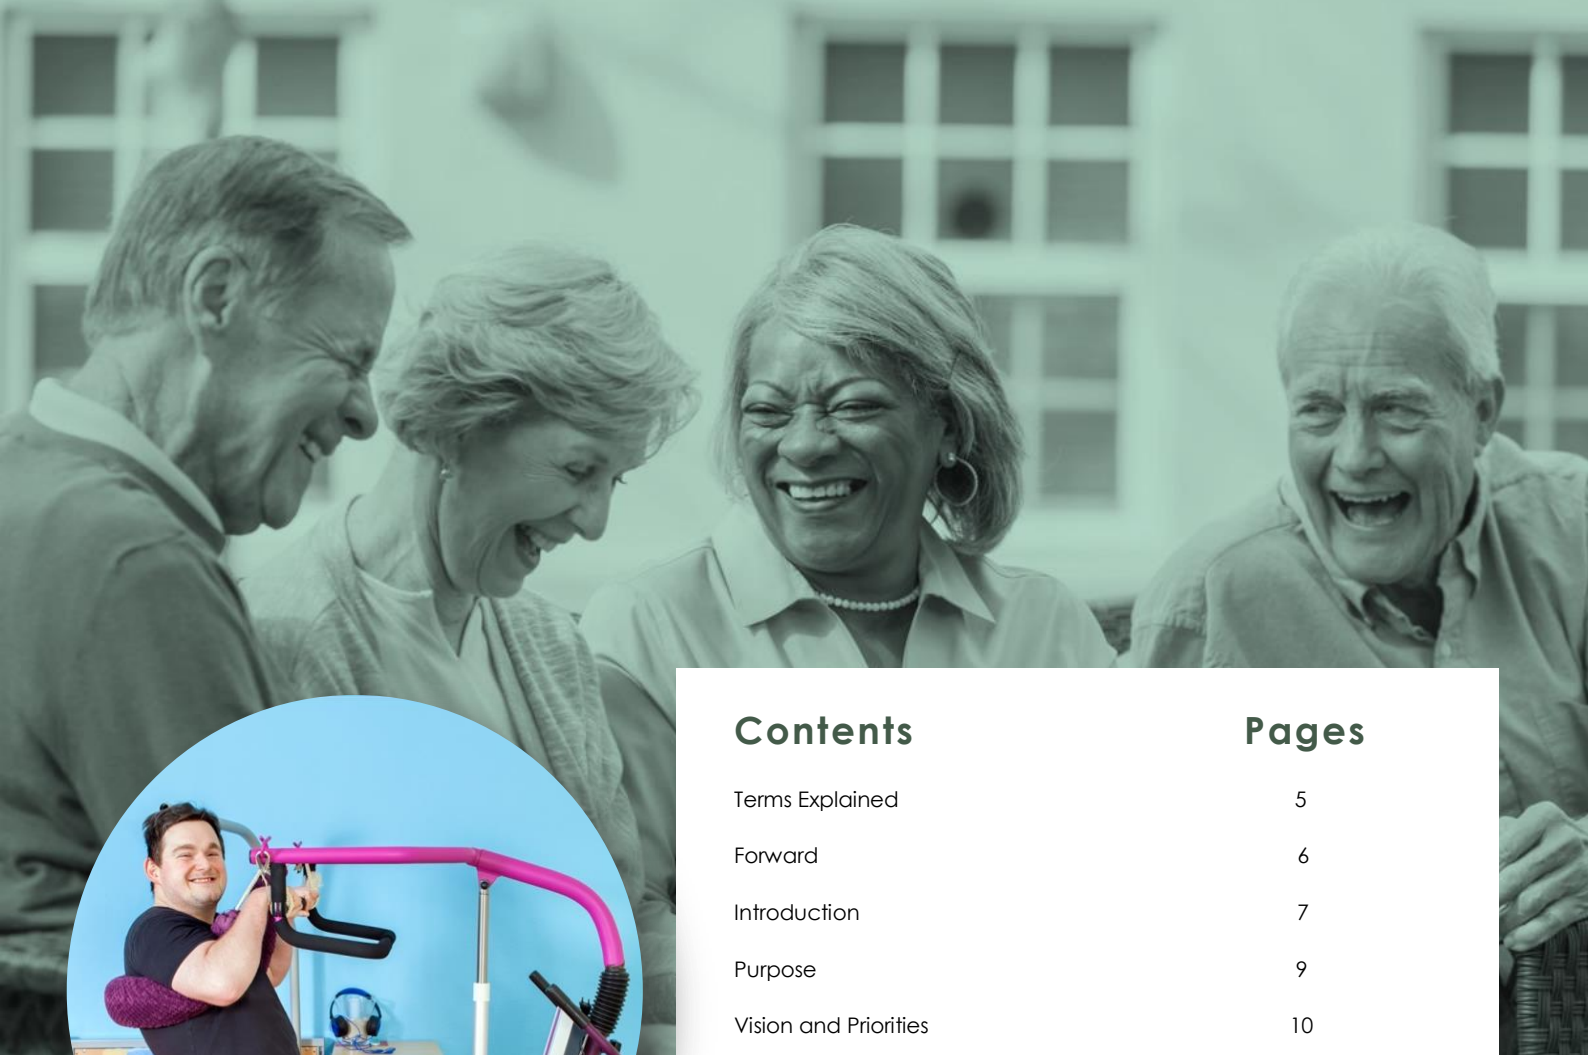 Contents Pages
Terms Explained 5
Forward 6
Introduction 7
Purpose 9
Vision and Priorities 10